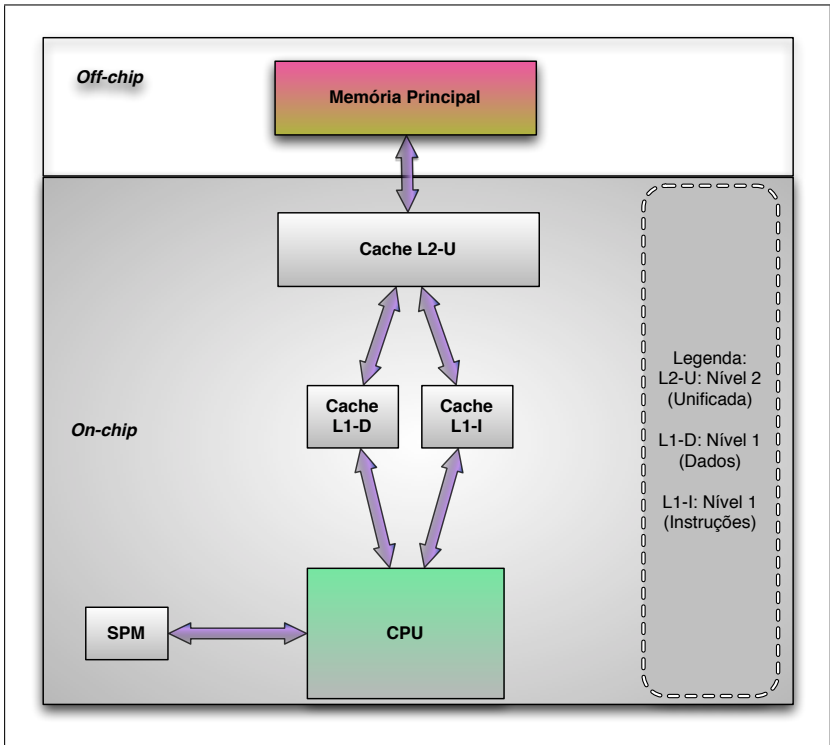 Off-chip
Memória Principal
Cache L2-U
Cache
L1-D
Cache
L1-I
On-chip
SPM
CPU
Legenda:
L2-U: Nível 2
(Unificada)
L1-D: Nível 1
(Dados)
L1-I: Nível 1
(Instruções)